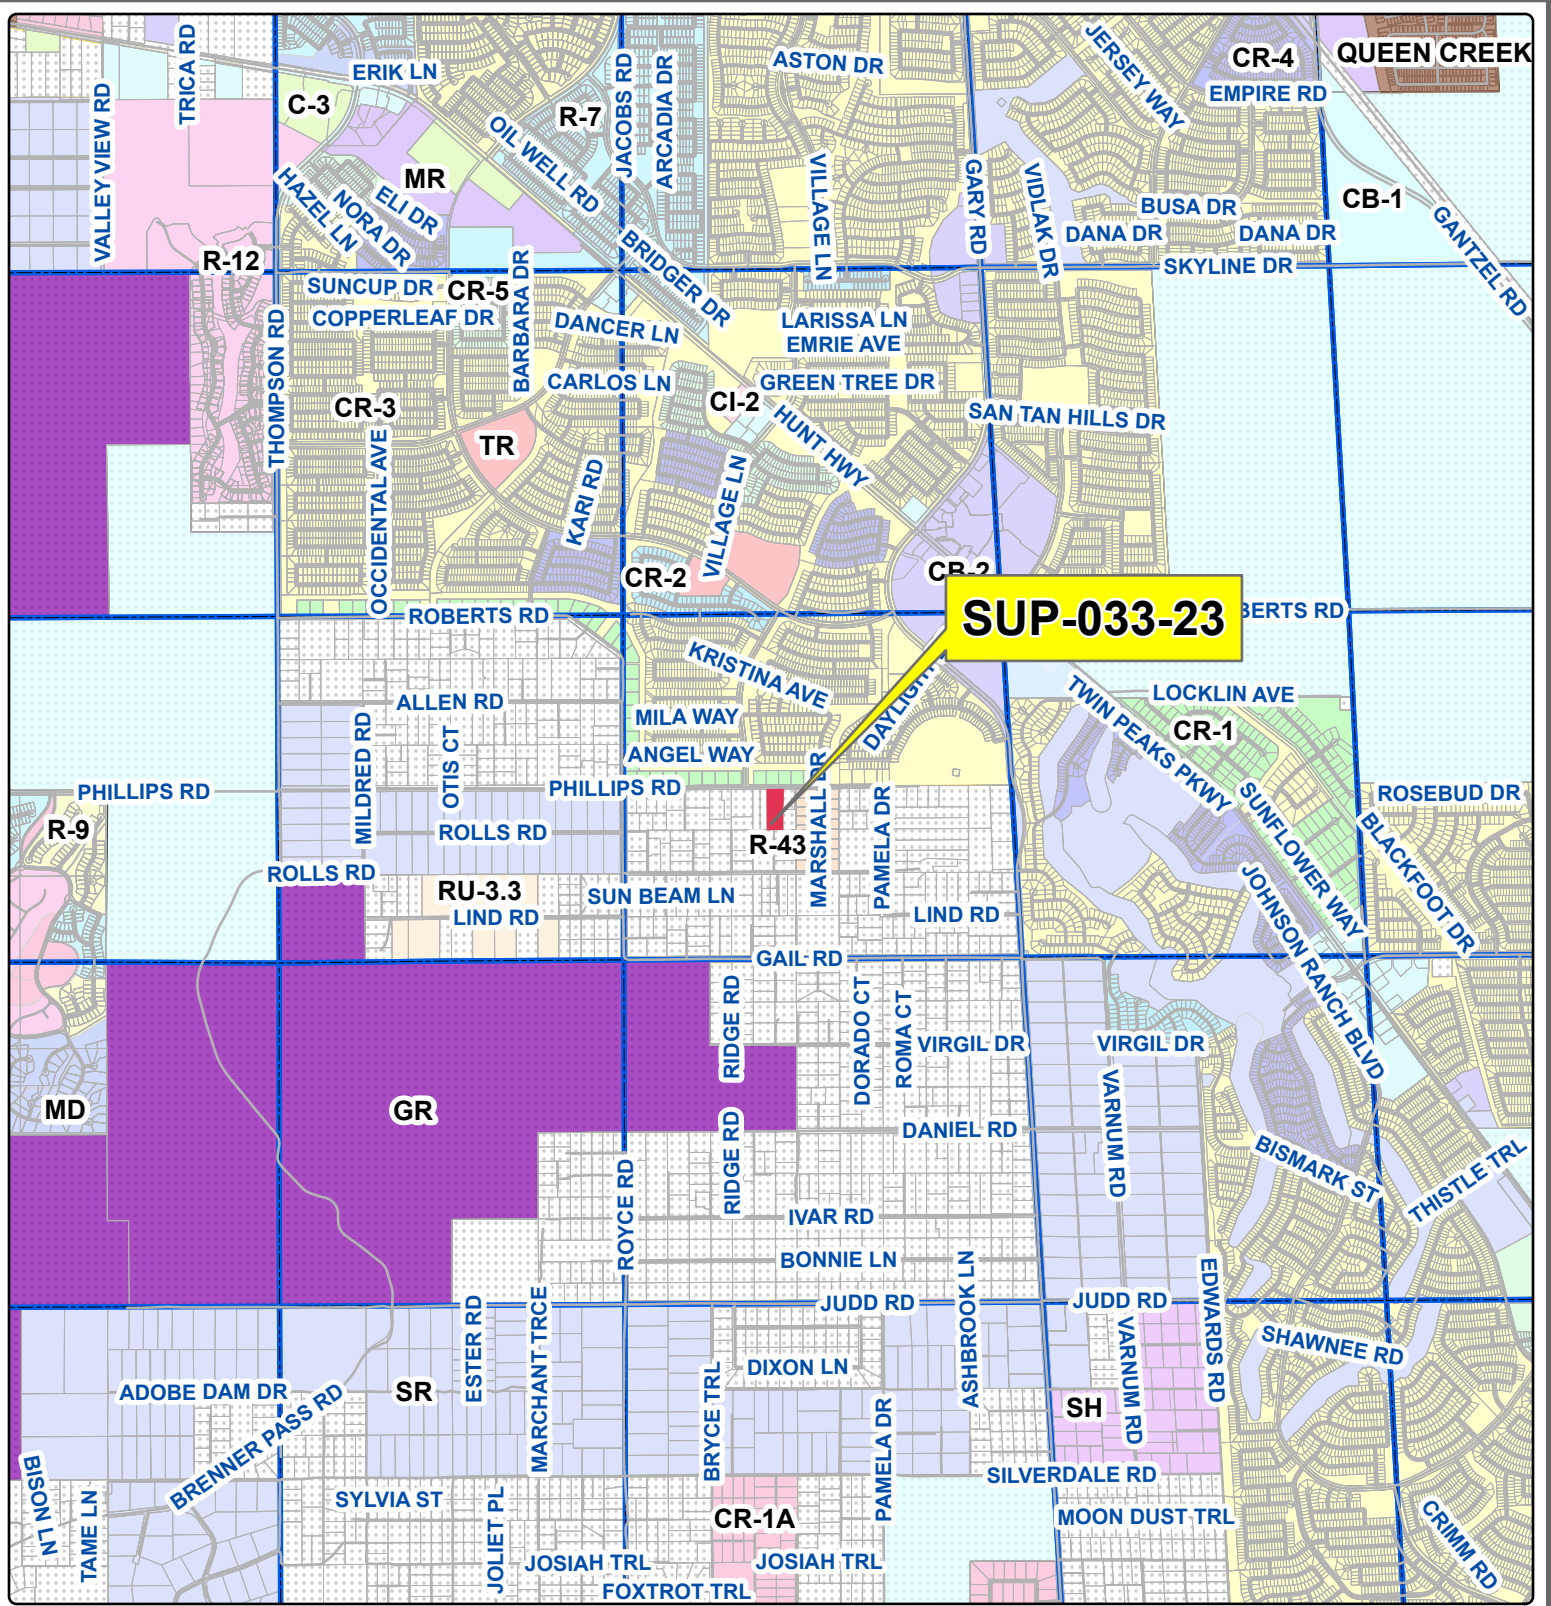 TRICA RD
ERIK LN
JACOBS RD
ARCADIA DR
ASTON DR
JERSEY WAY
CR-4
QUEEN CREEK
EMPIRE RD
VALLEY VIEW RD
C-3
R-7
OIL WELL RD
MR
HAZEL LN
NORA DR
ELI DR
VILLAGE LN
GARY RD
VIDLAK DR
BUSA DR
CB-1
DANA DR
DANA DR
GANTZEL RD
R-12
BRIDGER DR
SKYLINE DR
SUNCUP DR
CR-5
BARBARA DR
COPPERLEAF DR
THOMPSON RD
DANCER LN
LARISSA LN
EMRIE AVE
CARLOS LN
GREEN TREE DR
CR-3
CI-2
HUNT HWY
SAN TAN HILLS DR
TR
OCCIDENTAL AVE
KARI RD
VILLAGE LN
CR-2
CB-2
ROBERTS RD
SUP-033-23
BERTS RD
KRISTINA AVE
DAYLIGHT
ALLEN RD
MILA WAY
ANGEL WAY
LOCKLIN AVE
TWIN PEAKS PKWY
CR-1
MILDRED RD
OTIS CT
PHILLIPS RD
PHILLIPS RD
MARSHALL DR
PAMELA DR
SUNFLOWER WAY
ROSEBUD DR
R-9
ROLLS RD
R-43
BLACKFOOT DR
ROLLS RD
RU-3.3
SUN BEAM LN
LIND RD
LIND RD
JOHNSON RANCH BLVD
GAIL RD
RIDGE RD
DORADO CT
ROMA CT
VIRGIL DR
VIRGIL DR
MD
GR
VARNUM RD
DANIEL RD
RIDGE RD
ROYCE RD
BISMARK ST
THISTLE TRL
IVAR RD
BONNIE LN
ASHBROOK LN
EDWARDS RD
JUDD RD
JUDD RD
ESTER RD
MARCHANT TRCE
VARNUM RD
SHAWNEE RD
DIXON LN
ADOBE DAM DR
SR
BRYCE TRL
PAMELA DR
SH
BRENNER PASS RD
BISON LN
TAME LN
SILVERDALE RD
SYLVIA ST
JOLIET PL
CR-1A
MOON DUST TRL
CRIMM RD
JOSIAH TRL
JOSIAH TRL
FOXTROT TRL